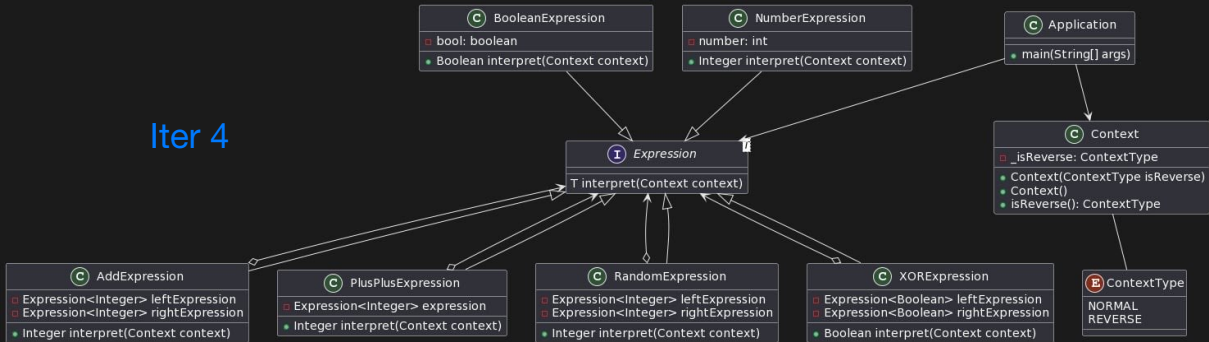 C BooleanExpression
bool: boolean
Boolean interpret(Context context)
C NumberExpression
number: int
Integer interpret(Context context)
C Application
main(String[] args)
Iter 4
I Expression
T
T interpret(Context context)
C Context
_isReverse: ContextType
Context(ContextType isReverse)
Context()
isReverse(): ContextType
C AddExpression
Expression<Integer> leftExpression
Expression<Integer> rightExpression
Integer interpret(Context context)
C PlusPlusExpression
Expression<Integer> expression
Integer interpret(Context context)
C RandomExpression
Expression<Integer> leftExpression
Expression<Integer> rightExpression
Integer interpret(Context context)
C XORExpression
Expression<Boolean> leftExpression
Expression<Boolean> rightExpression
Boolean interpret(Context context)
E ContextType
NORMAL
REVERSE